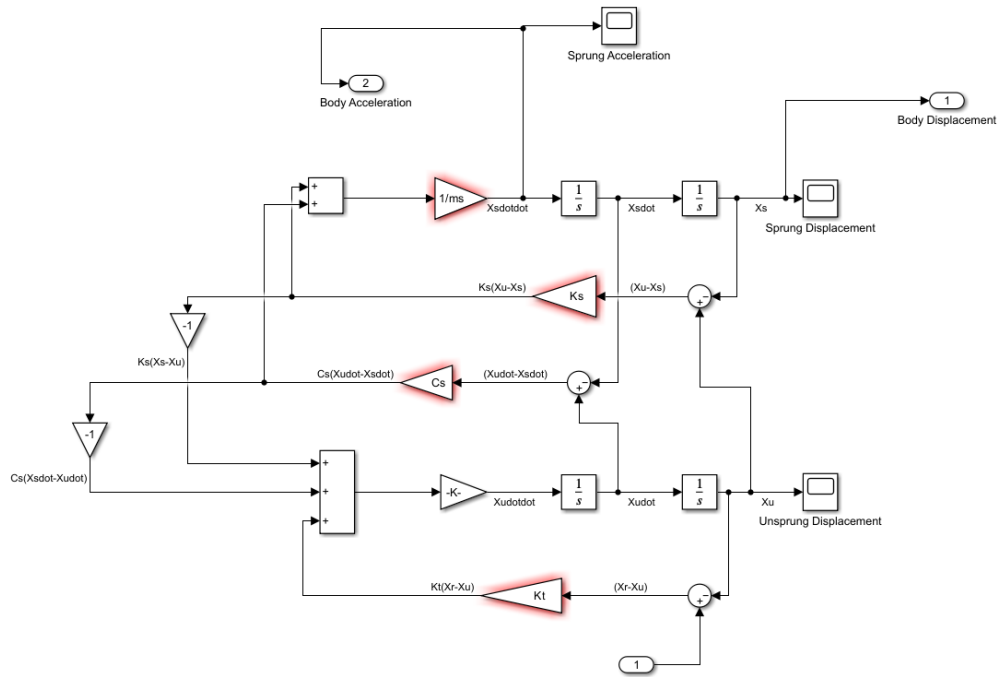 Sprung Acceleration
2
Body Acceleration
1
Body Displacement
+
+
1/ms
Xsdotdot
1
s
Xsdot
1
s
Xs
Sprung Displacement
Ks(Xu-Xs)
Ks
(Xu-Xs)
+
−
-1
Ks(Xs-Xu)
Cs(Xudot-Xsdot)
Cs
(Xudot-Xsdot)
+
−
-1
Cs(Xsdot-Xudot)
+
+
+
-K-
Xudotdot
1
s
Xudot
1
s
Xu
Unsprung Displacement
Kt(Xr-Xu)
Kt
(Xr-Xu)
+
−
1